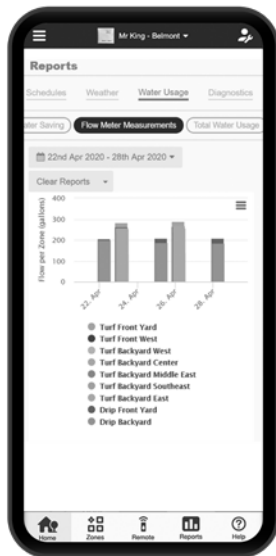 Mr King - Belmont
Reports
Schedules Weather Water Usage Diagnostics
ter Saving Flow Meter Measurements Total Water Usage
22nd Apr 2020 - 28th Apr 2020
Clear Reports
Flow per Zone (gallons)
400
300
200
100
0
22. Apr 24. Apr 26. Apr 28. Apr
Turf Front Yard
Turf Front West
Turf Backyard West
Turf Backyard Center
Turf Backyard Middle East
Turf Backyard Southeast
Turf Backyard East
Drip Front Yard
Drip Backyard
Home Zones Remote Reports Help